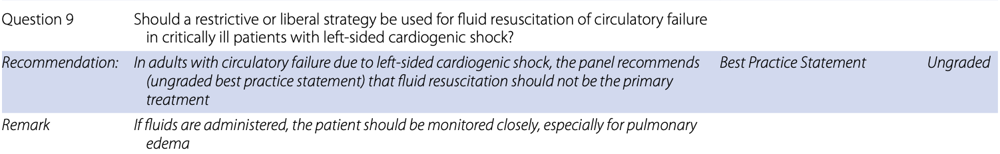 Question 9 Should a restrictive or liberal strategy be used for fluid resuscitation of circulatory failure
in critically ill patients with left-sided cardiogenic shock?
Recommendation: In adults with circulatory failure due to left-sided cardiogenic shock, the panel recommends Best Practice Statement Ungraded
(ungraded best practice statement) that fluid resuscitation should not be the primary
treatment
Remark If fluids are administered, the patient should be monitored closely, especially for pulmonary
edema